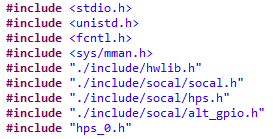 #include <stdio.h>
#include <unistd.h>
#include <fcntl.h>
#include <sys/mman.h>
#include "./include/hwlib.h"
#include "./include/socal/socal.h"
#include "./include/socal/hps.h"
#include "./include/socal/alt_gpio.h"
#include "hps_0.h"